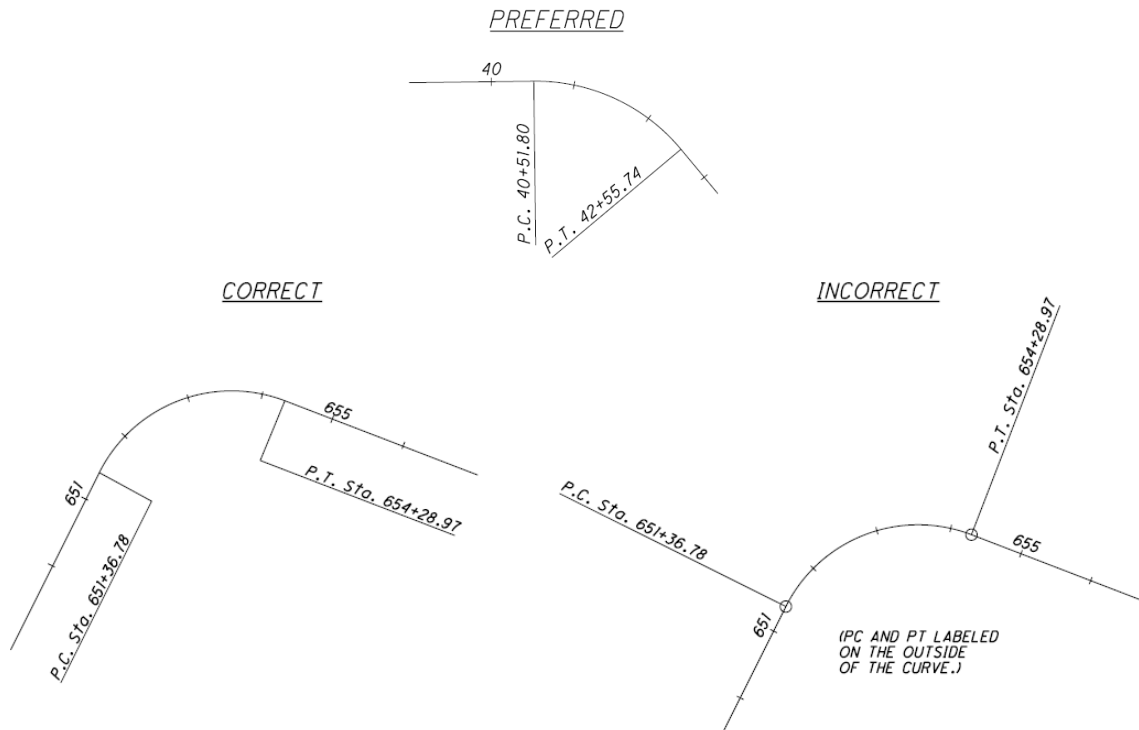 PREFERRED
40
P.C. 40+51.80
P.T. 42+55.74
CORRECT
651
655
P.C. Sta. 651+36.78
P.T. Sta. 654+28.97
INCORRECT
P.C. Sta. 651+36.78
P.T. Sta. 654+28.97
651
655
(PC AND PT LABELED
ON THE OUTSIDE
OF THE CURVE.)